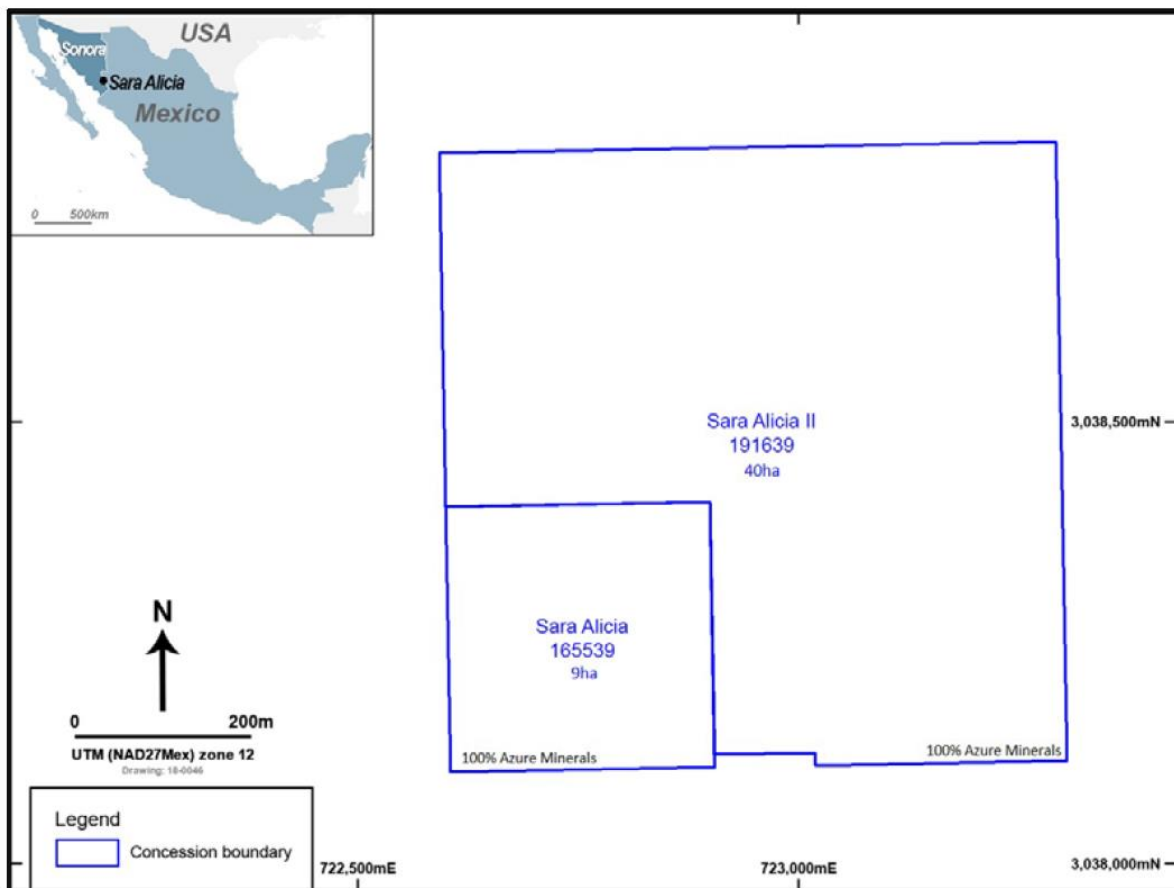 USA
Sonora
Sara Alicia
Mexico
0 500km
Sara Alicia II
191639
40ha
3,038,500mN
Sara Alicia
165539
9ha
N
0 200m
UTM (NAD27Mex) zone 12
Drawing: 18-0046
100% Azure Minerals
100% Azure Minerals
Legend
Concession boundary
722,500mE
723,000mE
3,038,000mN